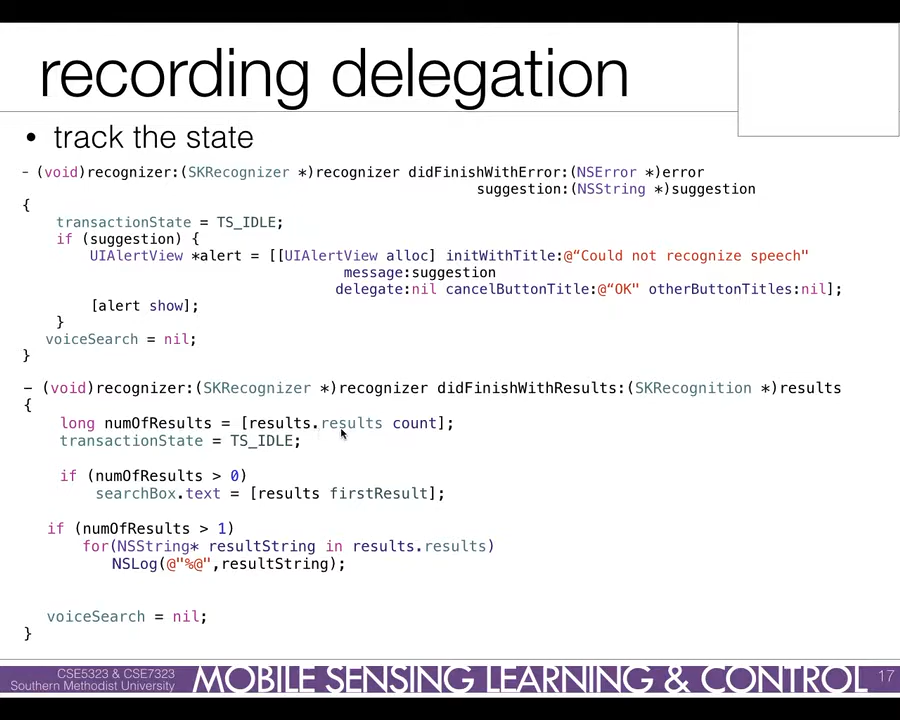 recording delegation
• track the state
- (void)recognizer:(SKRecognizer *)recognizer didFinishWithError:(NSError *)error
suggestion:(NSString *)suggestion
{
transactionState = TS_IDLE;
if (suggestion) {
UIAlertView *alert = [[UIAlertView alloc] initWithTitle:@“Could not recognize speech"
message:suggestion
delegate:nil cancelButtonTitle:@“OK" otherButtonTitles:nil];
[alert show];
}
voiceSearch = nil;
}
– (void)recognizer:(SKRecognizer *)recognizer didFinishWithResults:(SKRecognition *)results
{
long numOfResults = [results.results count];
transactionState = TS_IDLE;
if (numOfResults > 0)
searchBox.text = [results firstResult];
if (numOfResults > 1)
for(NSString* resultString in results.results)
NSLog(@"%@",resultString);
voiceSearch = nil;
}
CSE5323 & CSE7323
Southern Methodist University
MOBILE SENSING LEARNING & CONTROL
17